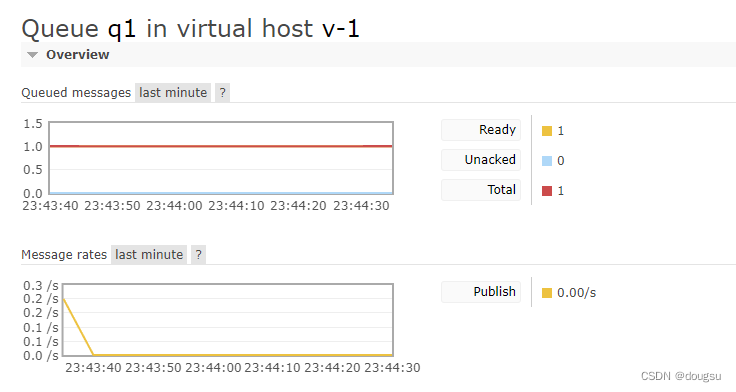 Queue q1 in virtual host v-1
Overview
Queued messages last minute ?
1.5
1.0
0.5
0.0
23:43:40 23:43:50 23:44:00 23:44:10 23:44:20 23:44:30
Ready 1
Unacked 0
Total 1
Message rates last minute ?
0.3 /s
0.2 /s
0.2 /s
0.1 /s
0.1 /s
0.0 /s
23:43:40 23:43:50 23:44:00 23:44:10 23:44:20 23:44:30
Publish 0.00/s
CSDN @dougsu